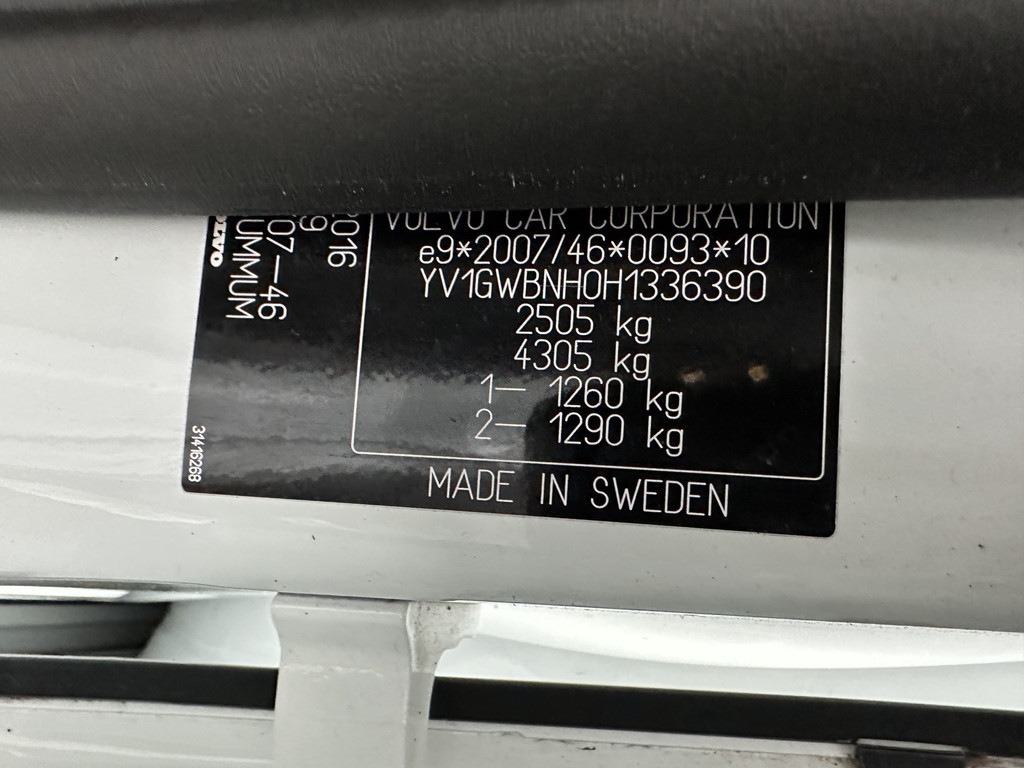 VOLVO CAR CORPORATION
e9*2007/46*0093*10
YV1GWBNH0H1336390
2505 kg
4305 kg
1– 1260 kg
2– 1290 kg
MADE IN SWEDEN
31416268